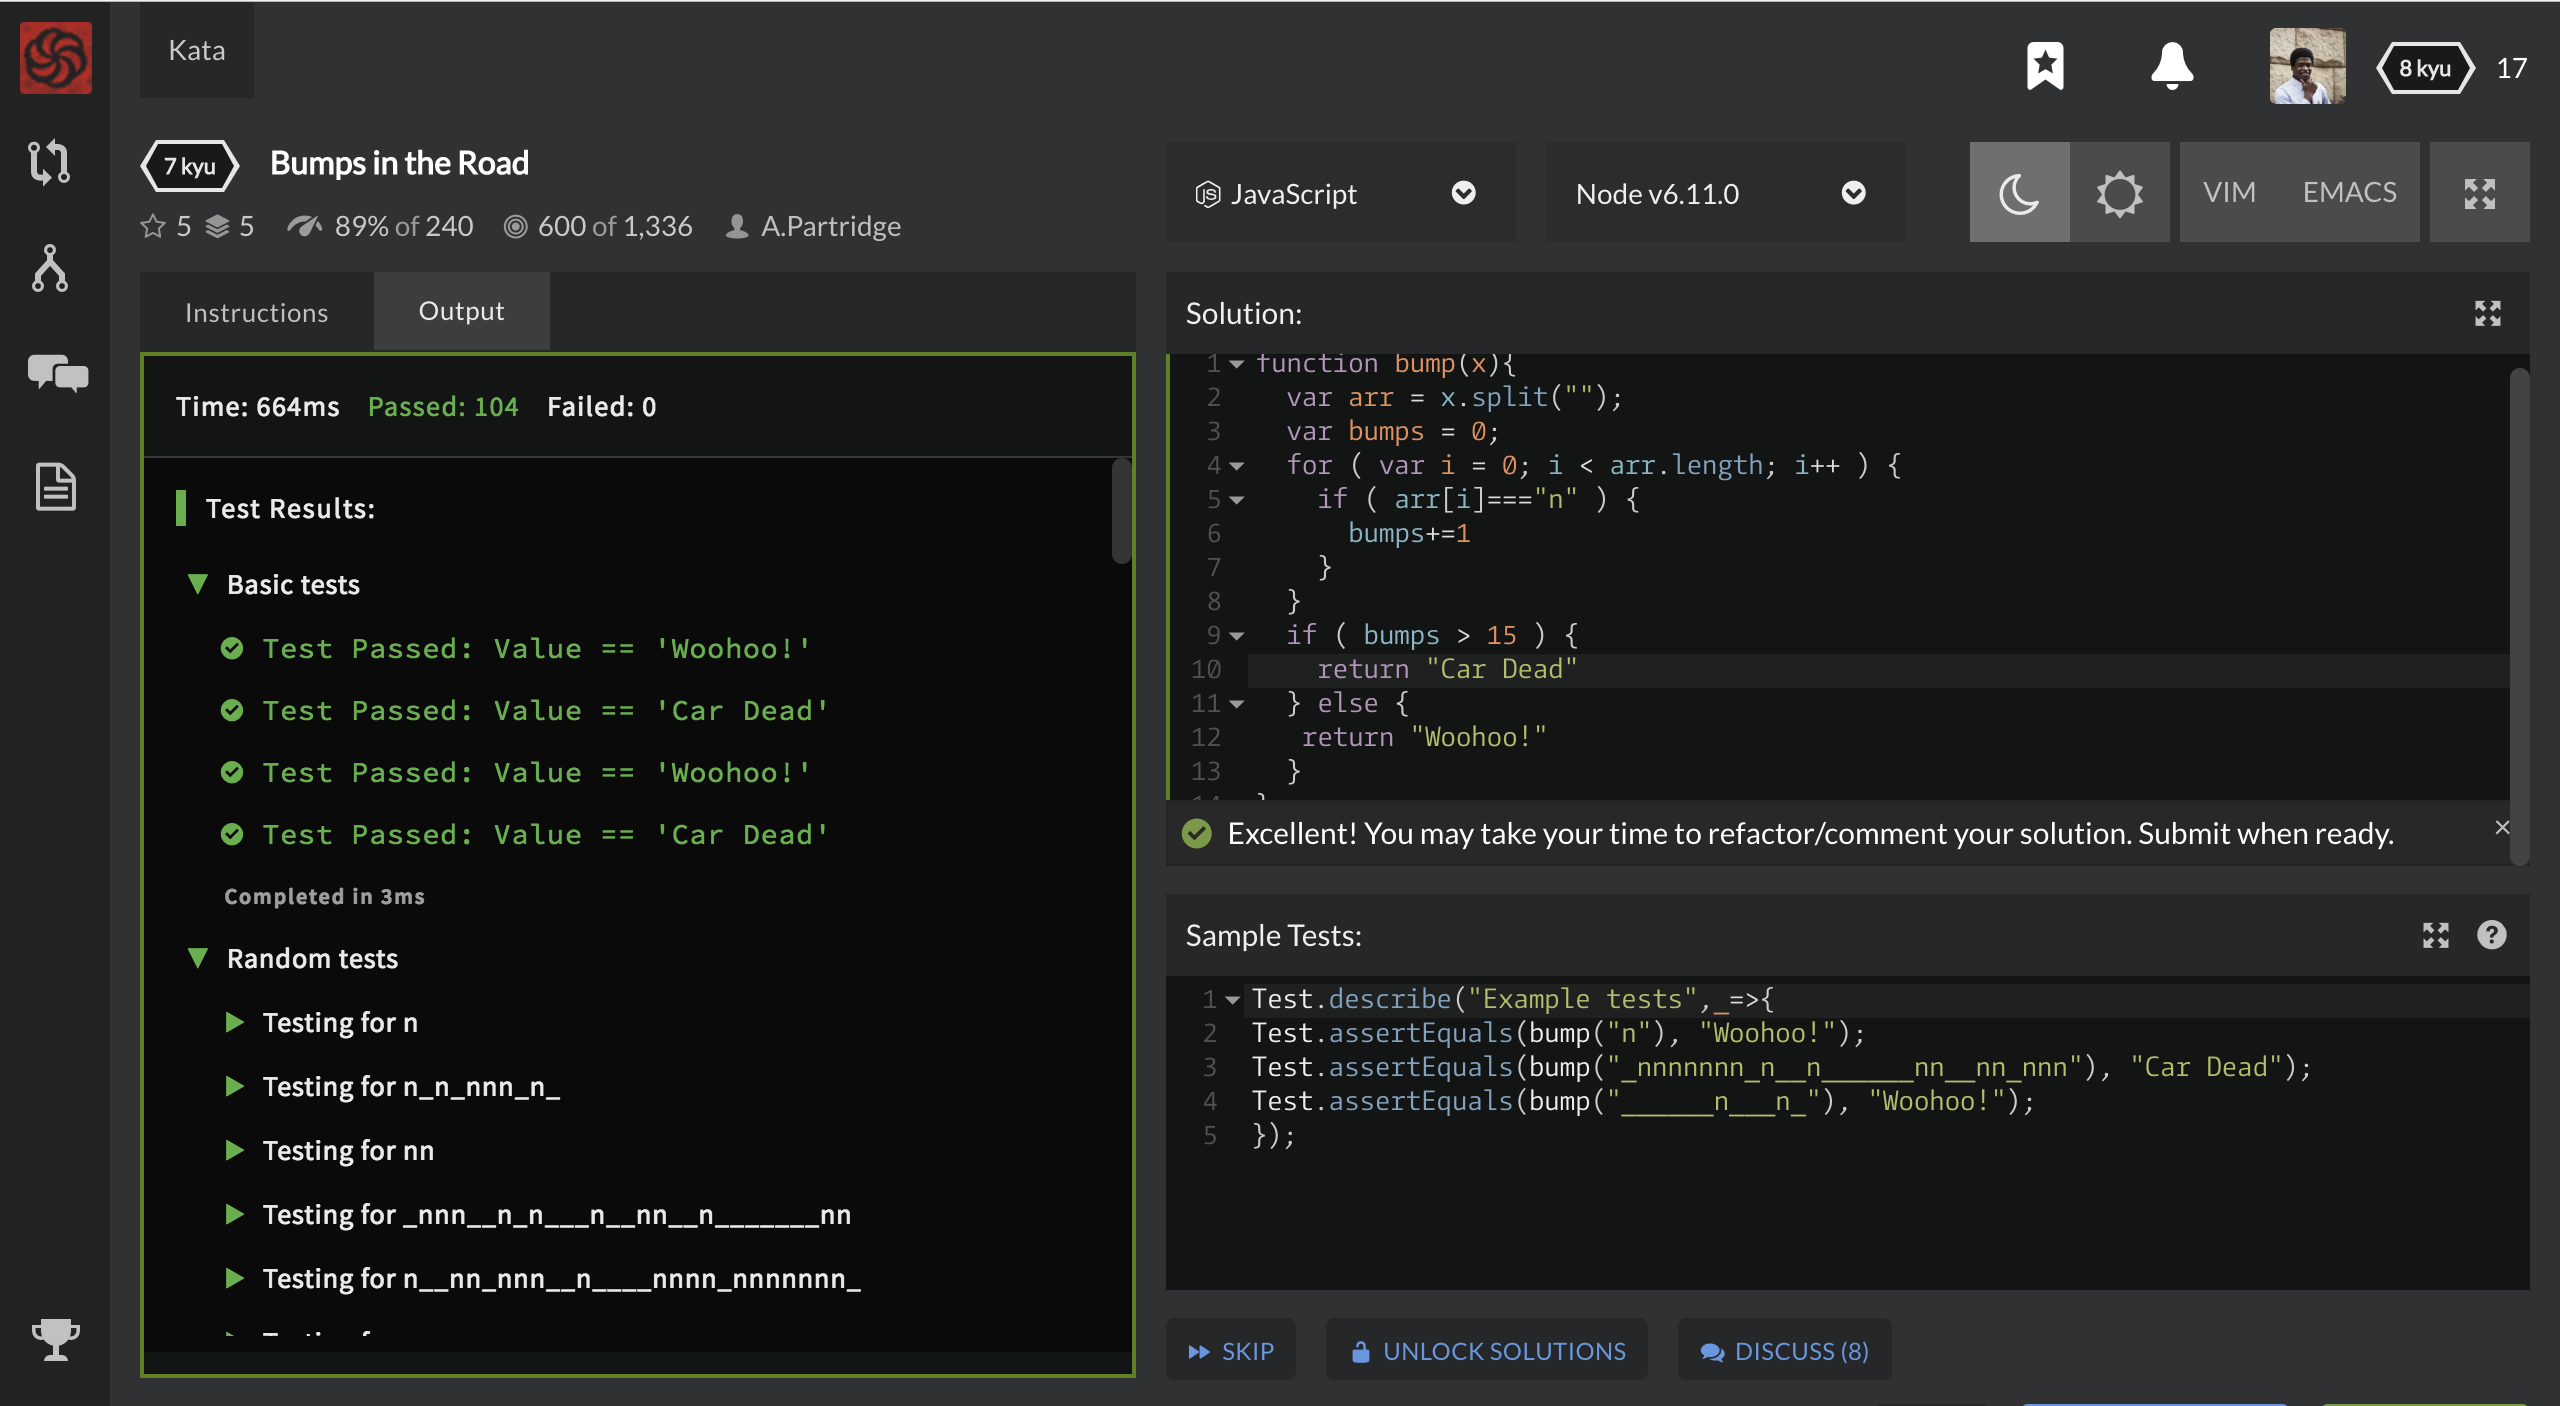 Kata
8 kyu 17
7 kyu Bumps in the Road
5 5 89% of 240 600 of 1,336 A.Partridge
JavaScript
Node v6.11.0
VIM EMACS
Instructions
Output
Time: 664ms Passed: 104 Failed: 0
Test Results:
Basic tests
Test Passed: Value == 'Woohoo!'
Test Passed: Value == 'Car Dead'
Test Passed: Value == 'Woohoo!'
Test Passed: Value == 'Car Dead'
Completed in 3ms
Random tests
Testing for n
Testing for n_n_nnn_n_
Testing for nn
Testing for _nnn__n_n___n__nn__n_______nn
Testing for n__nn_nnn__n____nnnn_nnnnnnn_
Solution:
1 function bump(x){
2 var arr = x.split("");
3 var bumps = 0;
4 for ( var i = 0; i < arr.length; i++ ) {
5 if ( arr[i]==="n" ) {
6 bumps+=1
7 }
8 }
9 if ( bumps > 15 ) {
10 return "Car Dead"
11 } else {
12 return "Woohoo!"
13 }
Excellent! You may take your time to refactor/comment your solution. Submit when ready.
Sample Tests:
1 Test.describe("Example tests",_=>{
2 Test.assertEquals(bump("n"), "Woohoo!");
3 Test.assertEquals(bump("_nnnnnnn_n__n______nn__nn_nnn"), "Car Dead");
4 Test.assertEquals(bump("______n___n_"), "Woohoo!");
5 });
SKIP
UNLOCK SOLUTIONS
DISCUSS (8)